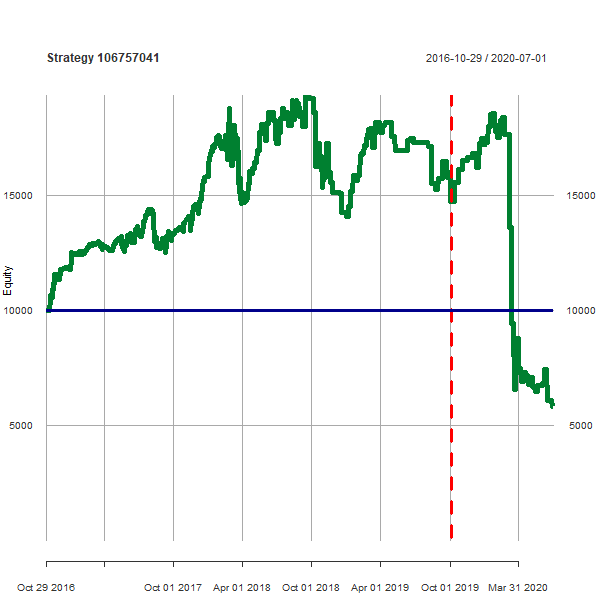 Strategy 106757041 2016-10-29 / 2020-07-01
15000 15000
Equity
10000 10000
5000 5000
Oct 29 2016 Oct 01 2017 Apr 01 2018 Oct 01 2018 Apr 01 2019 Oct 01 2019 Mar 31 2020